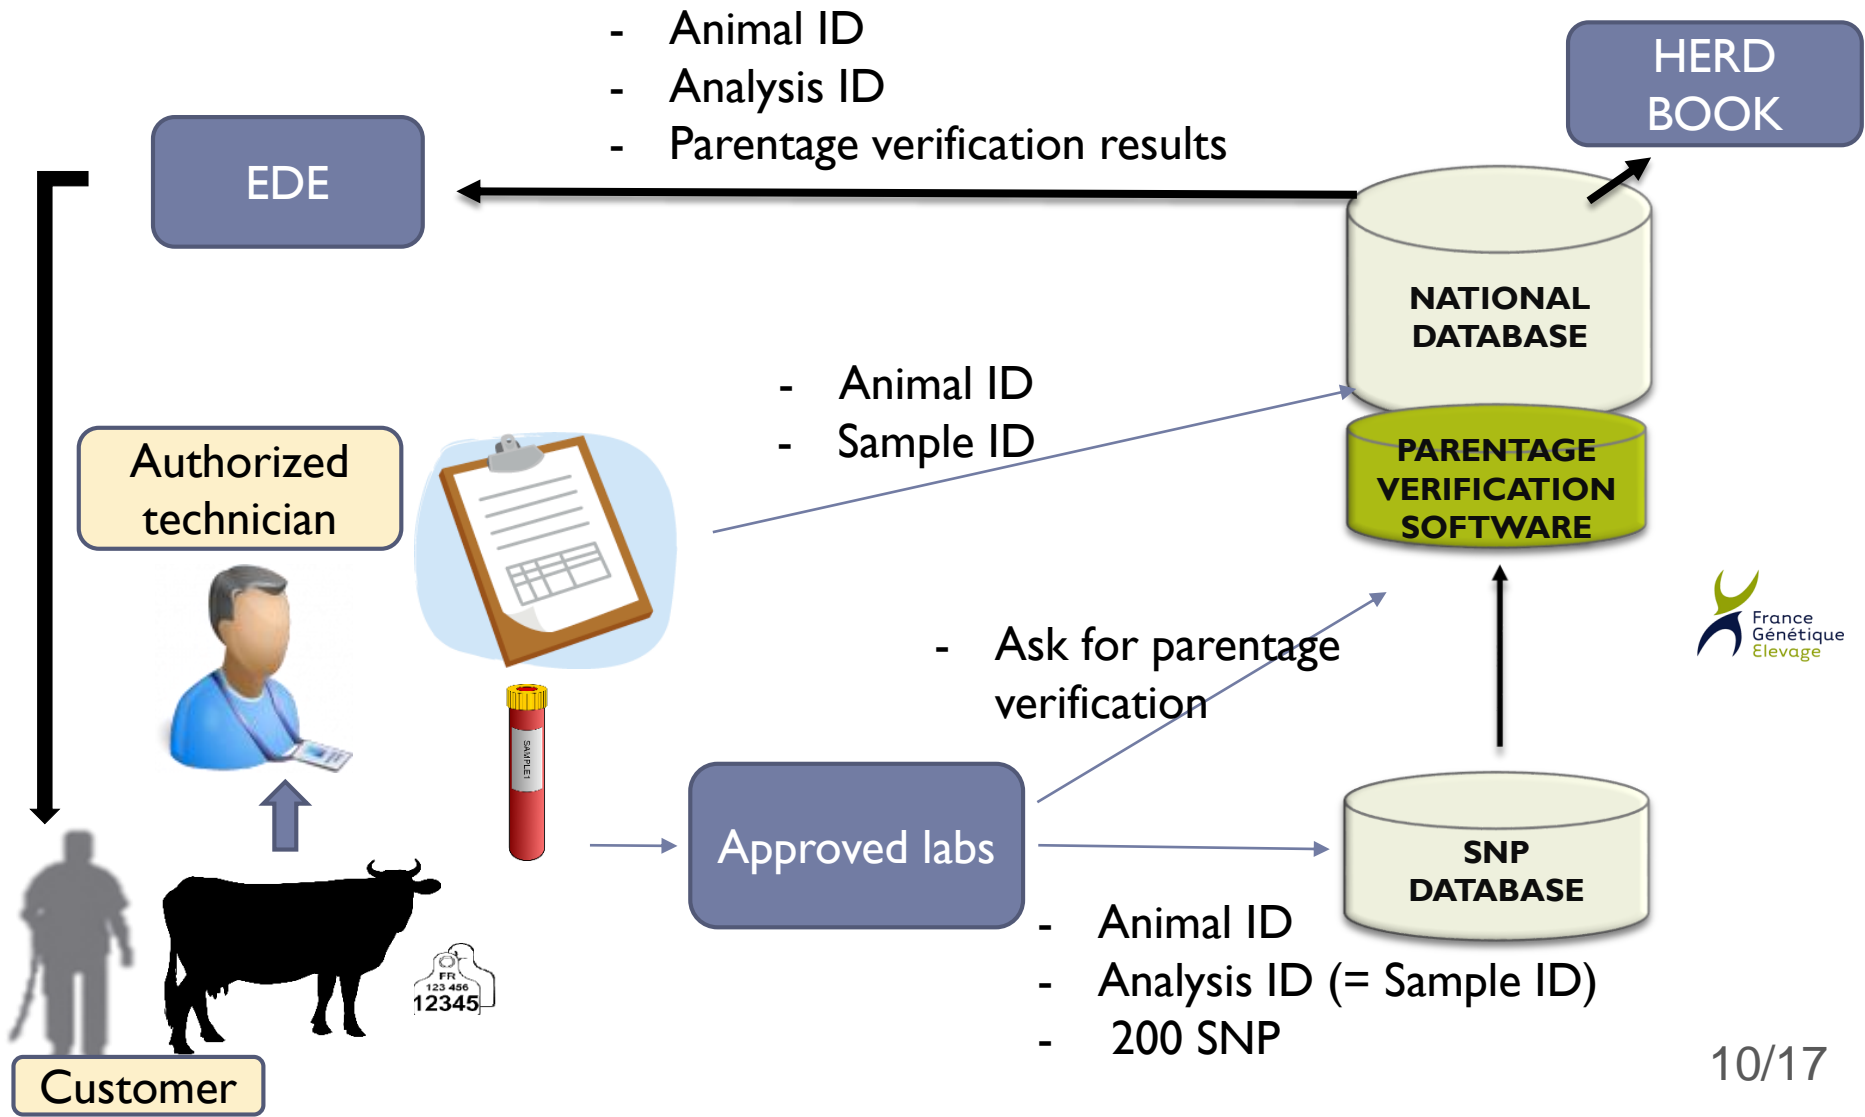 - Animal ID
- Analysis ID
- Parentage verification results
HERD
BOOK
EDE
NATIONAL
DATABASE
- Animal ID
- Sample ID
Authorized
technician
PARENTAGE
VERIFICATION
SOFTWARE
- Ask for parentage
verification
France
Génétique
Elevage
SAMPLE1
Approved labs
SNP
DATABASE
- Animal ID
- Analysis ID (= Sample ID)
- 200 SNP
FR
123 456
12345
Customer
10/17